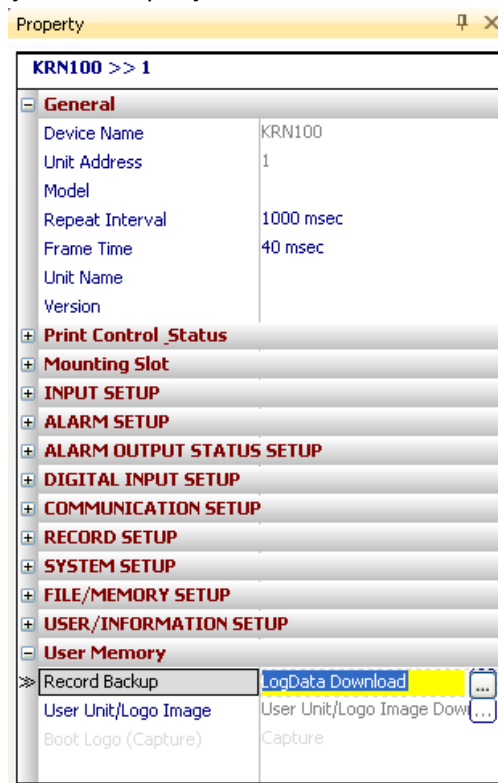 Property
KRN100 >> 1
General
Device Name KRN100
Unit Address 1
Model
Repeat Interval 1000 msec
Frame Time 40 msec
Unit Name
Version
Print Control_Status
Mounting Slot
INPUT SETUP
ALARM SETUP
ALARM OUTPUT STATUS SETUP
DIGITAL INPUT SETUP
COMMUNICATION SETUP
RECORD SETUP
SYSTEM SETUP
FILE/MEMORY SETUP
USER/INFORMATION SETUP
User Memory
Record Backup LogData Download ...
User Unit/Logo Image User Unit/Logo Image Down ...
Boot Logo (Capture) Capture